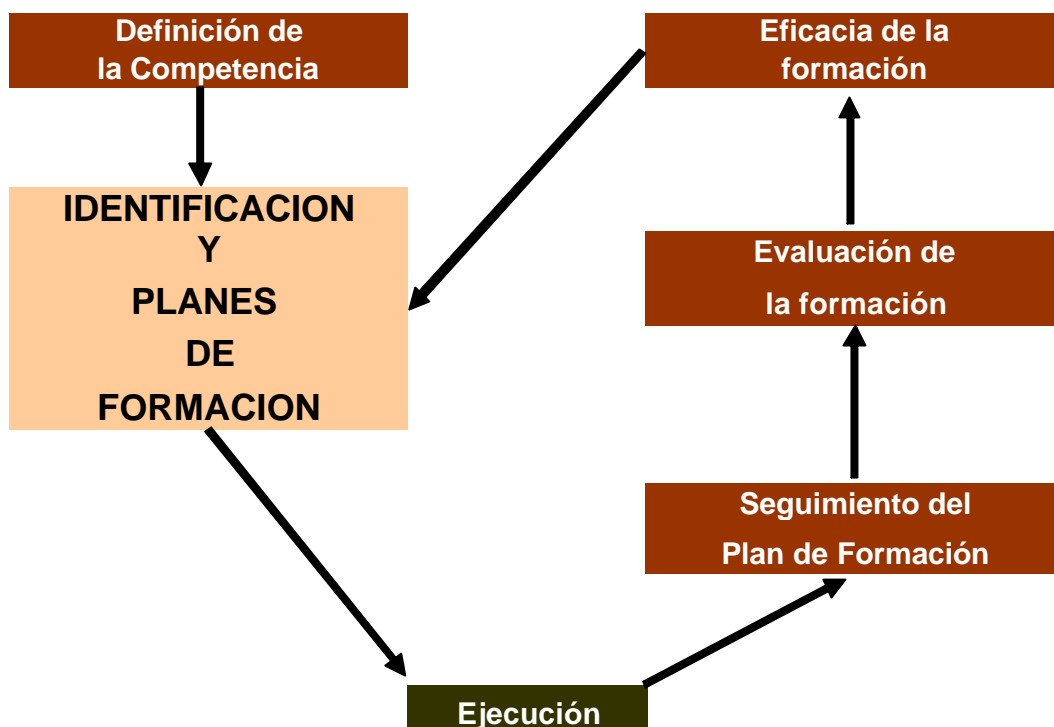 Definición de
la Competencia
IDENTIFICACION
Y
PLANES
DE
FORMACION
Ejecución
Seguimiento del
Plan de Formación
Evaluación de
la formación
Eficacia de la
formación